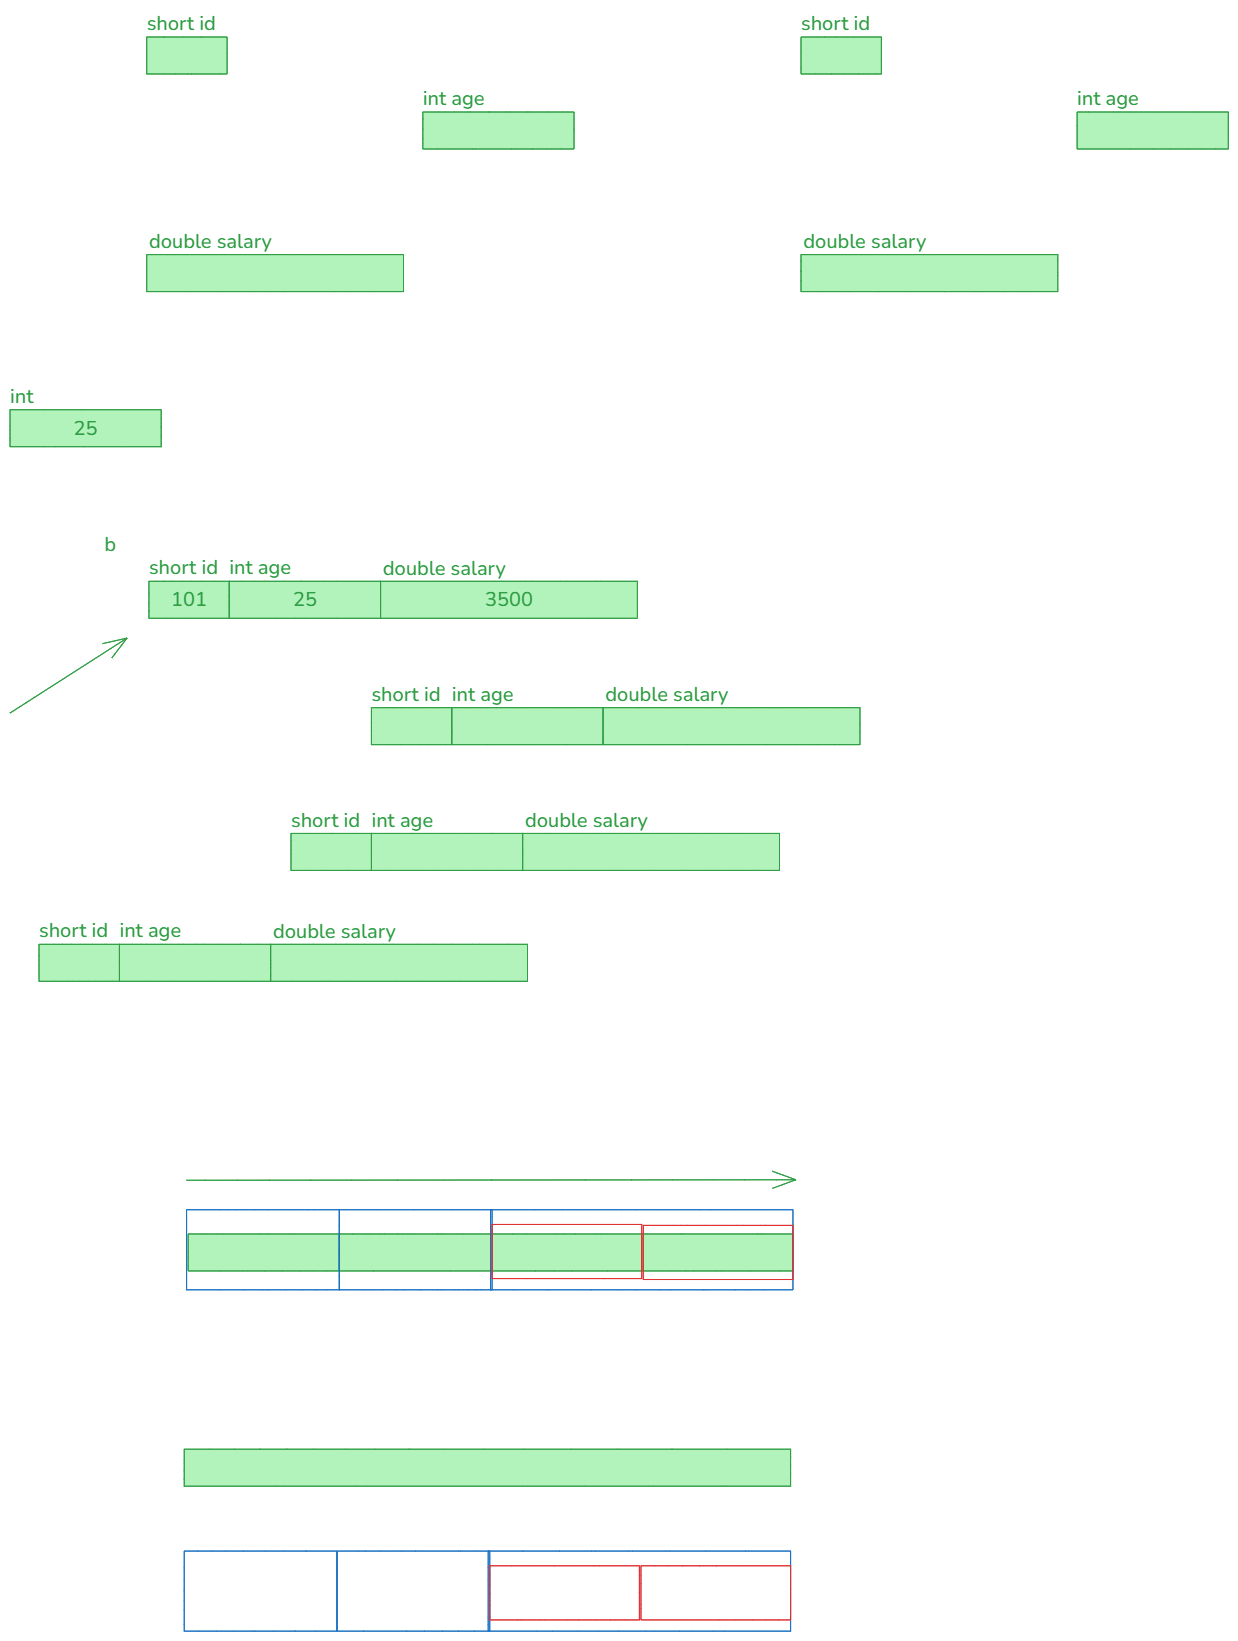 short id
short id
int age
int age
double salary
double salary
int
25
b
short id int age double salary
101 25 3500
short id int age double salary
short id int age double salary
short id int age double salary